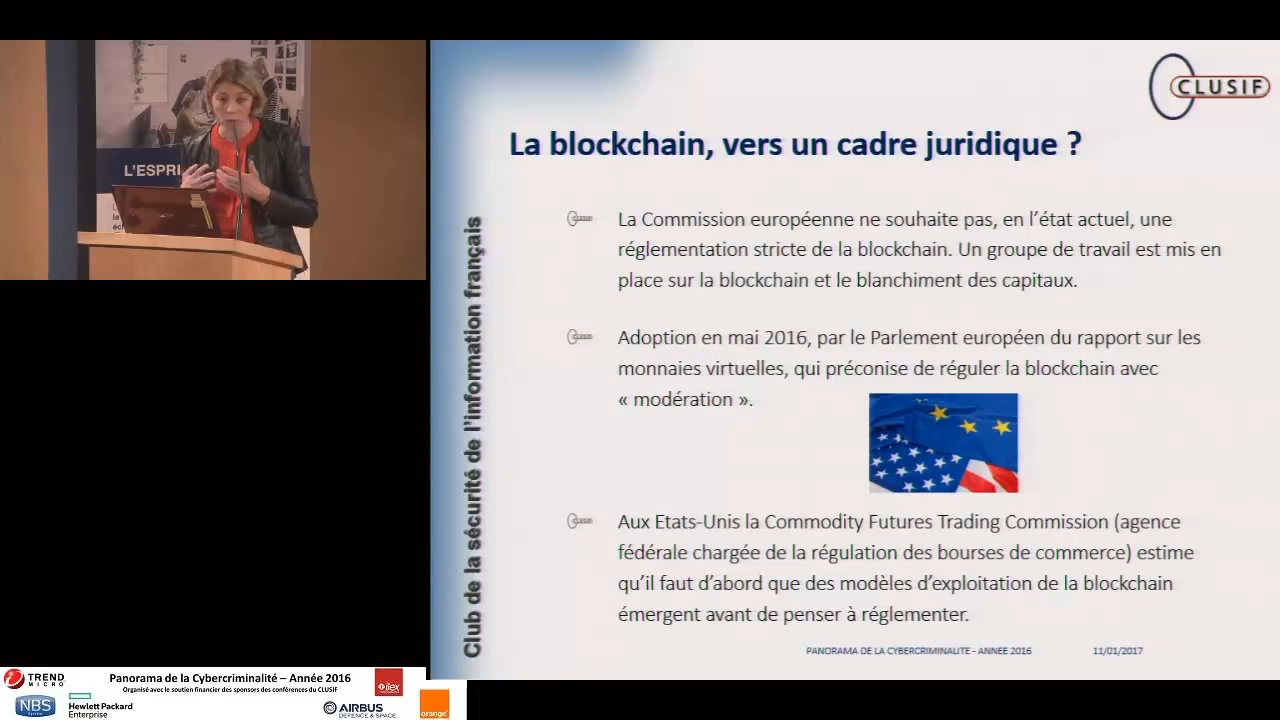 L'ESPRI
CLUSIF
La blockchain, vers un cadre juridique ?
La Commission européenne ne souhaite pas, en l'état actuel, une
réglementation stricte de la blockchain. Un groupe de travail est mis en
place sur la blockchain et le blanchiment des capitaux.
Adoption en mai 2016, par le Parlement européen du rapport sur les
monnaies virtuelles, qui préconise de réguler la blockchain avec
« modération ».
Aux Etats-Unis la Commodity Futures Trading Commission (agence
fédérale chargée de la régulation des bourses de commerce) estime
qu'il faut d'abord que des modèles d'exploitation de la blockchain
émergent avant de penser à réglementer.
Club de la sécurité de l'information français
PANORAMA DE LA CYBERCRIMINALITE - ANNEE 2016
11/01/2017
TREND
MICRO
Panorama de la Cybercriminalité – Année 2016
Organisé avec le soutien financier des sponsors des conférences du CLUSIF
ilex
NBS
Hewlett Packard
Enterprise
AIRBUS
DEFENCE & SPACE
orange